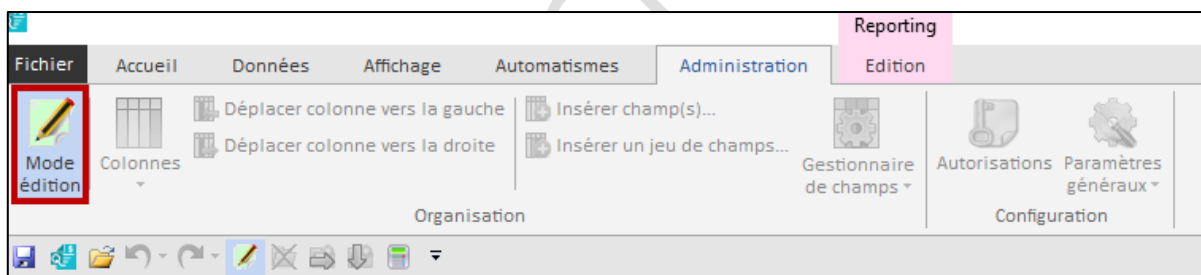 Reporting
Fichier Accueil Données Affichage Automatismes Administration Edition
Mode édition
Colonnes
Déplacer colonne vers la gauche
Déplacer colonne vers la droite
Insérer champ(s)...
Insérer un jeu de champs...
Gestionnaire
de champs
Autorisations
Paramètres
généraux
Organisation
Configuration